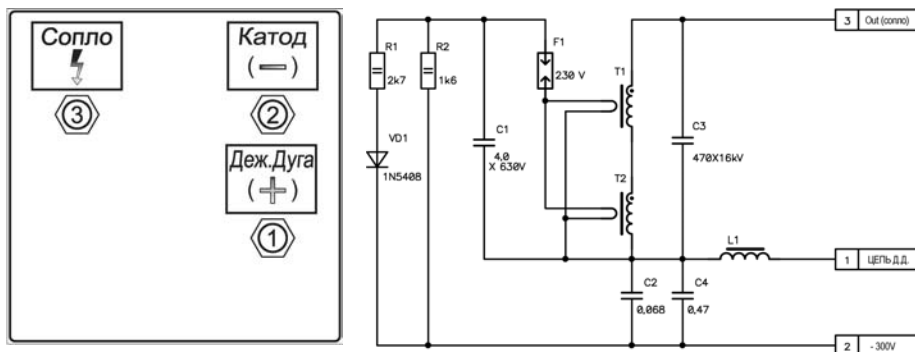 Сопло
③
Катод
(−)
②
Деж.Дуга
(+)
①
R1
2k7
R2
1k6
VD1
1N5408
C1
4,0
X 630V
F1
230 V
T1
T2
C3
470X16kV
L1
C2
0,068
C4
0,47
3 Out (сопло)
1 ЦЕПЬ Д.Д.
2 - 300V